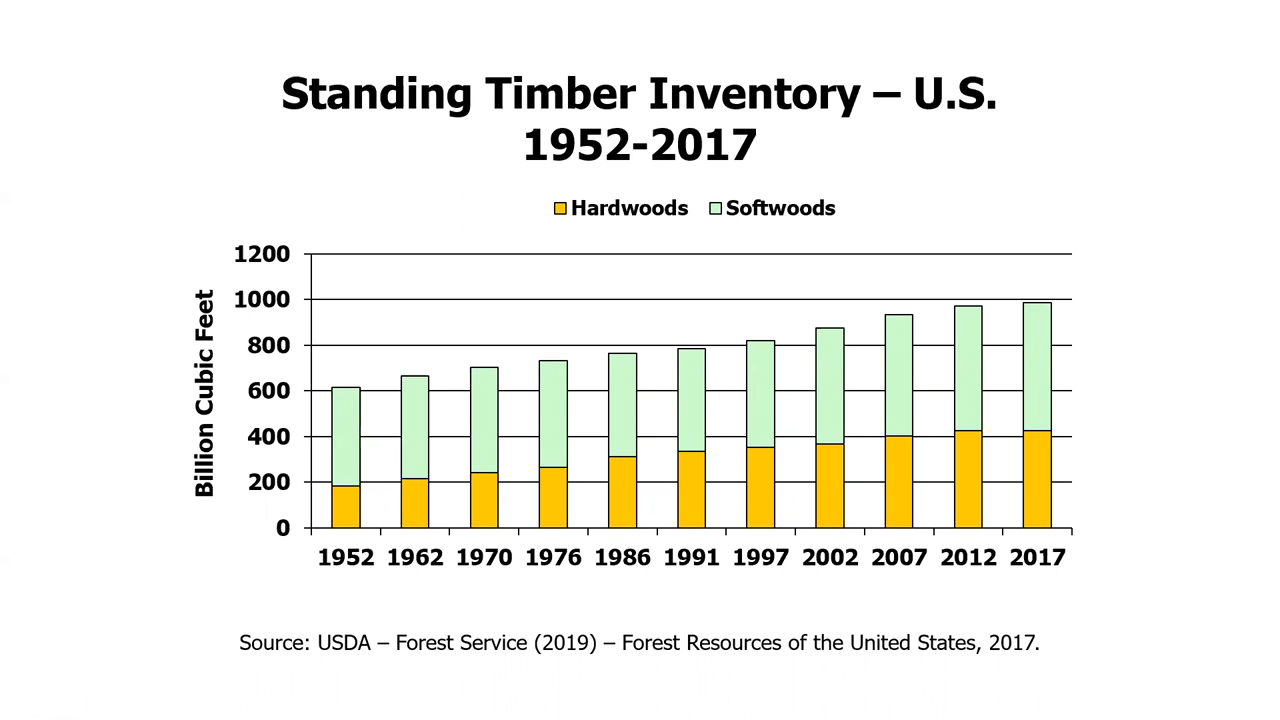 Standing Timber Inventory – U.S.
1952-2017
Hardwoods Softwoods
Billion Cubic Feet
1200
1000
800
600
400
200
0
1952 1962 1970 1976 1986 1991 1997 2002 2007 2012 2017
Source: USDA – Forest Service (2019) – Forest Resources of the United States, 2017.